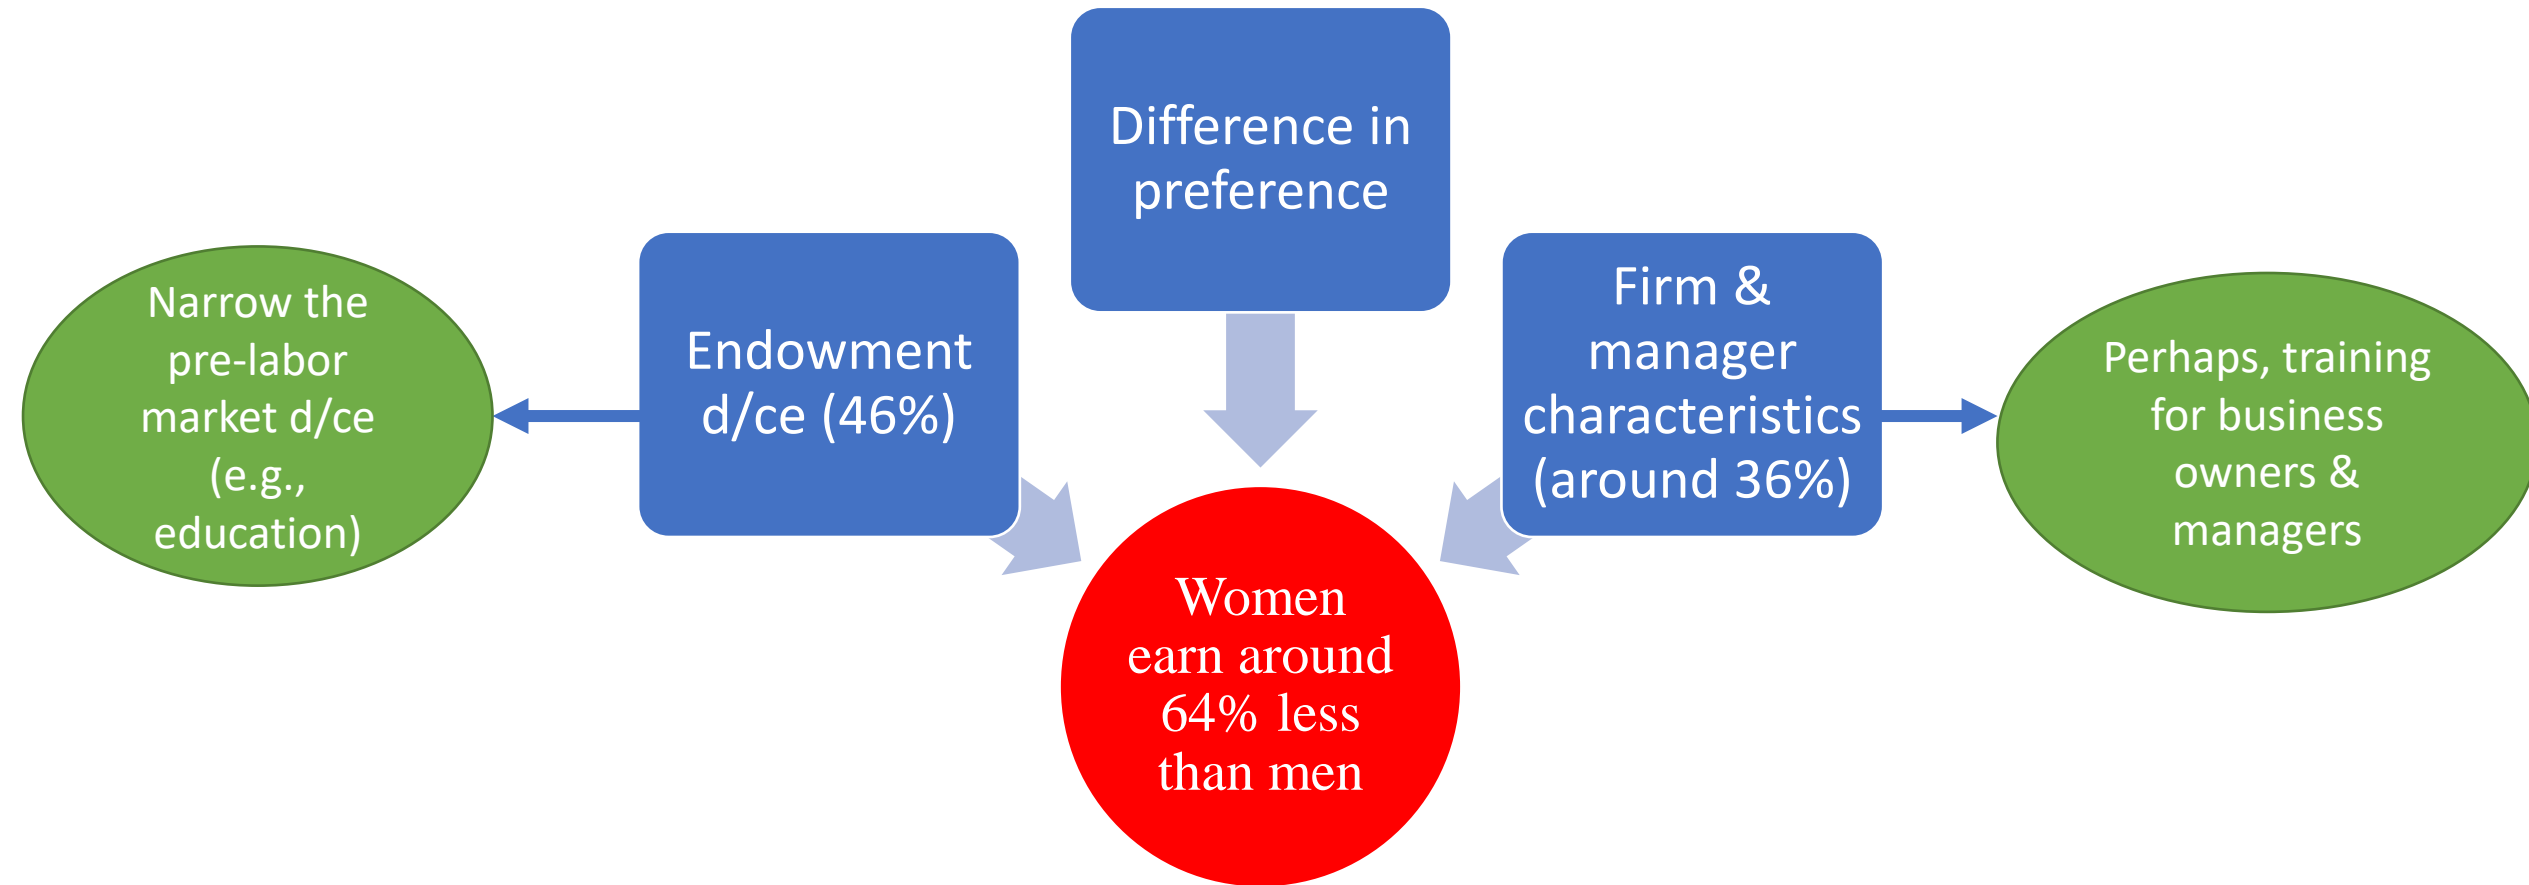 Difference in
preference
Narrow the
pre-labor
market d/ce
(e.g.,
education)
Endowment
d/ce (46%)
Firm &
manager
characteristics
(around 36%)
Perhaps, training
for business
owners &
managers
Women
earn around
64% less
than men